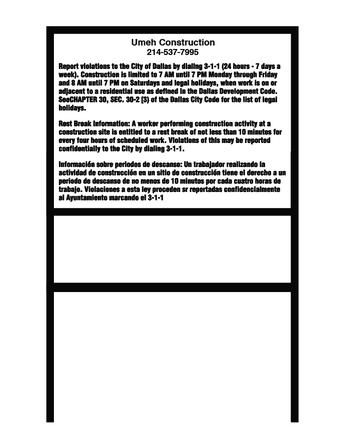 Umeh Construction
214-537-7995
Report violations to the City of Dallas by dialing 3-1-1 (24 hours - 7 days a
week). Construction is limited to 7 AM until 7 PM Monday through Friday
and 8 AM until 7 PM on Saturdays and legal holidays, when work is on or
adjacent to a residential use as defined in the Dallas Development Code.
SeeCHAPTER 30, SEC. 30-2 (3) of the Dallas City Code for the list of legal
holidays.
Rest Break Information: A worker performing construction activity at a
construction site is entitled to a rest break of not less than 10 minutes for
every four hours of scheduled work. Violations of this may be reported
confidentially to the City by dialing 3-1-1.
Información sobre periodos de descanso: Un trabajador realizando la
actividad de construcción en un sitio de construcción tiene el derecho a un
periodo de descanso de no menos de 10 minutos por cada cuatro horas de
trabajo. Violaciones a esta ley proceden sr reportadas confidencialmente
al Ayuntamiento marcando el 3-1-1